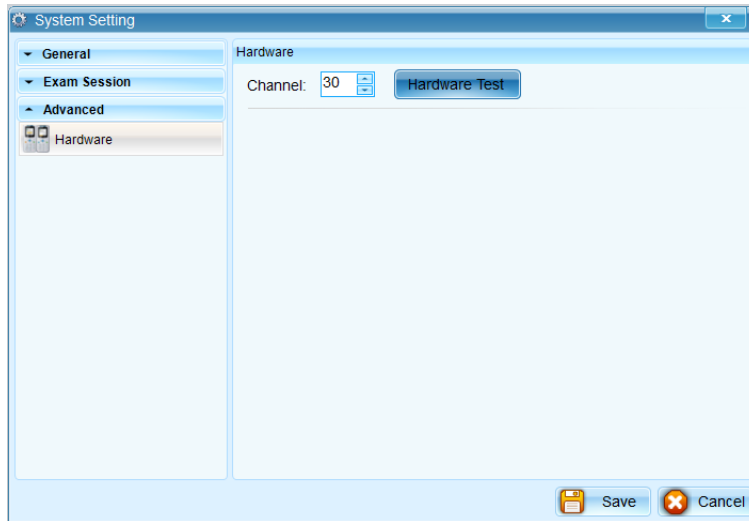 System Setting
General
Exam Session
Advanced
Hardware
Hardware
Channel: 30 Hardware Test
Save Cancel